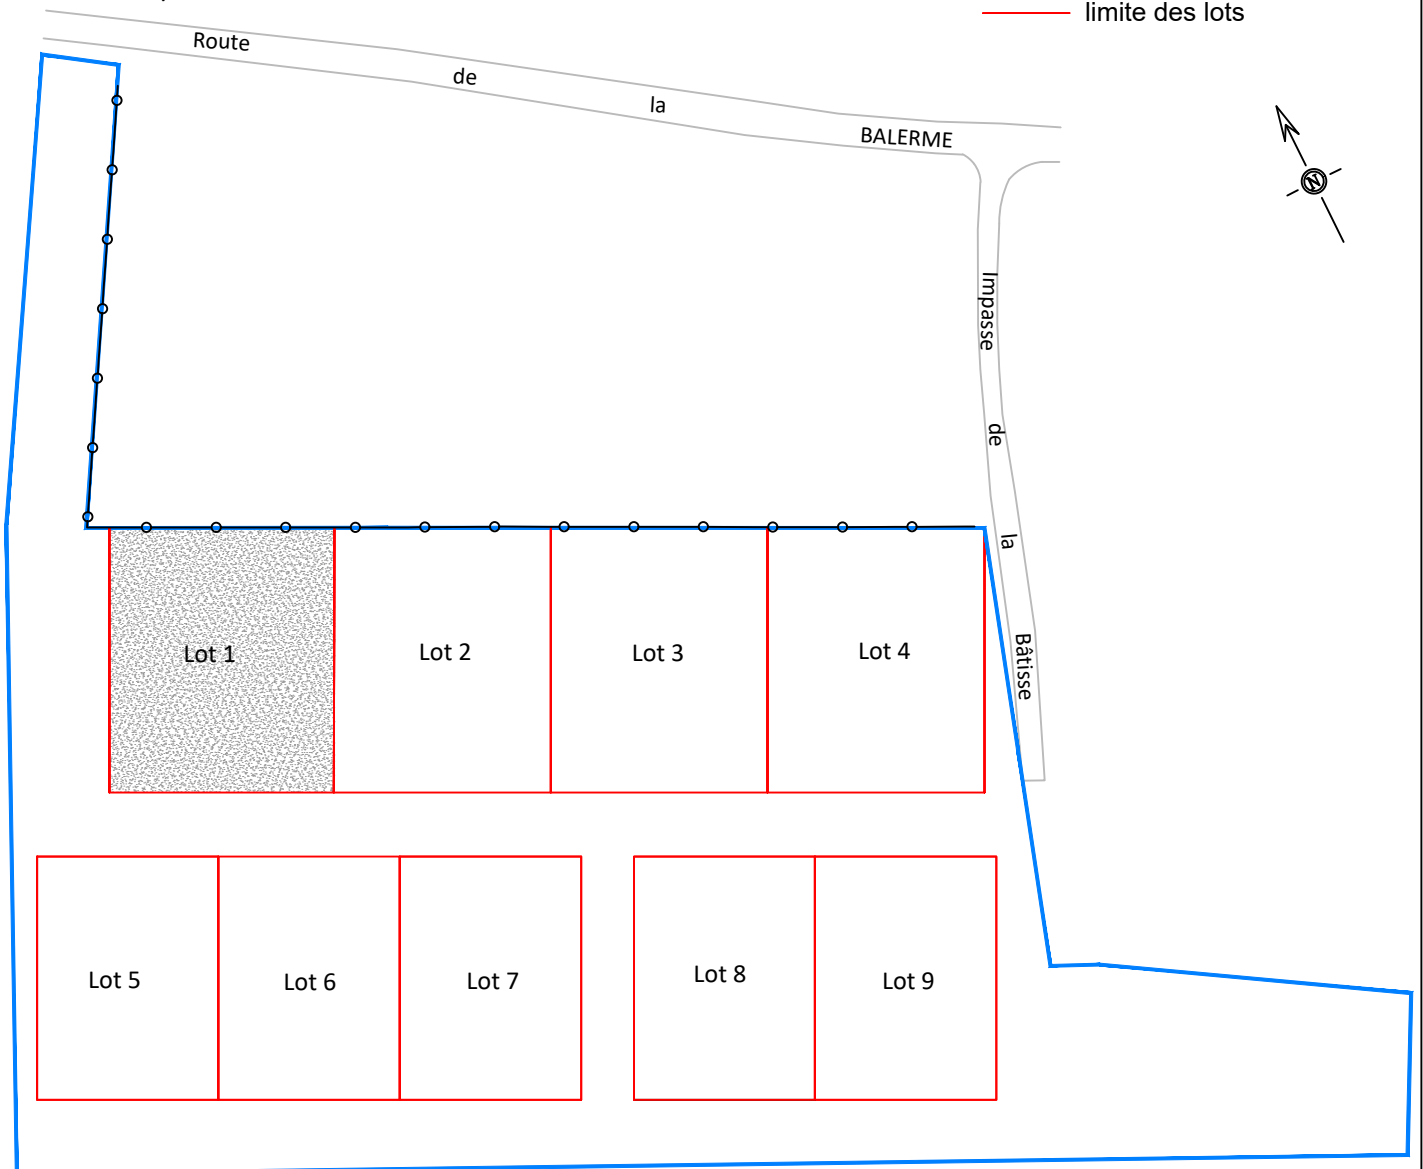 limite des lots
Route de la BALERME
N
Impasse de la Bâtisse
Lot 1
Lot 2
Lot 3
Lot 4
Lot 5
Lot 6
Lot 7
Lot 8
Lot 9